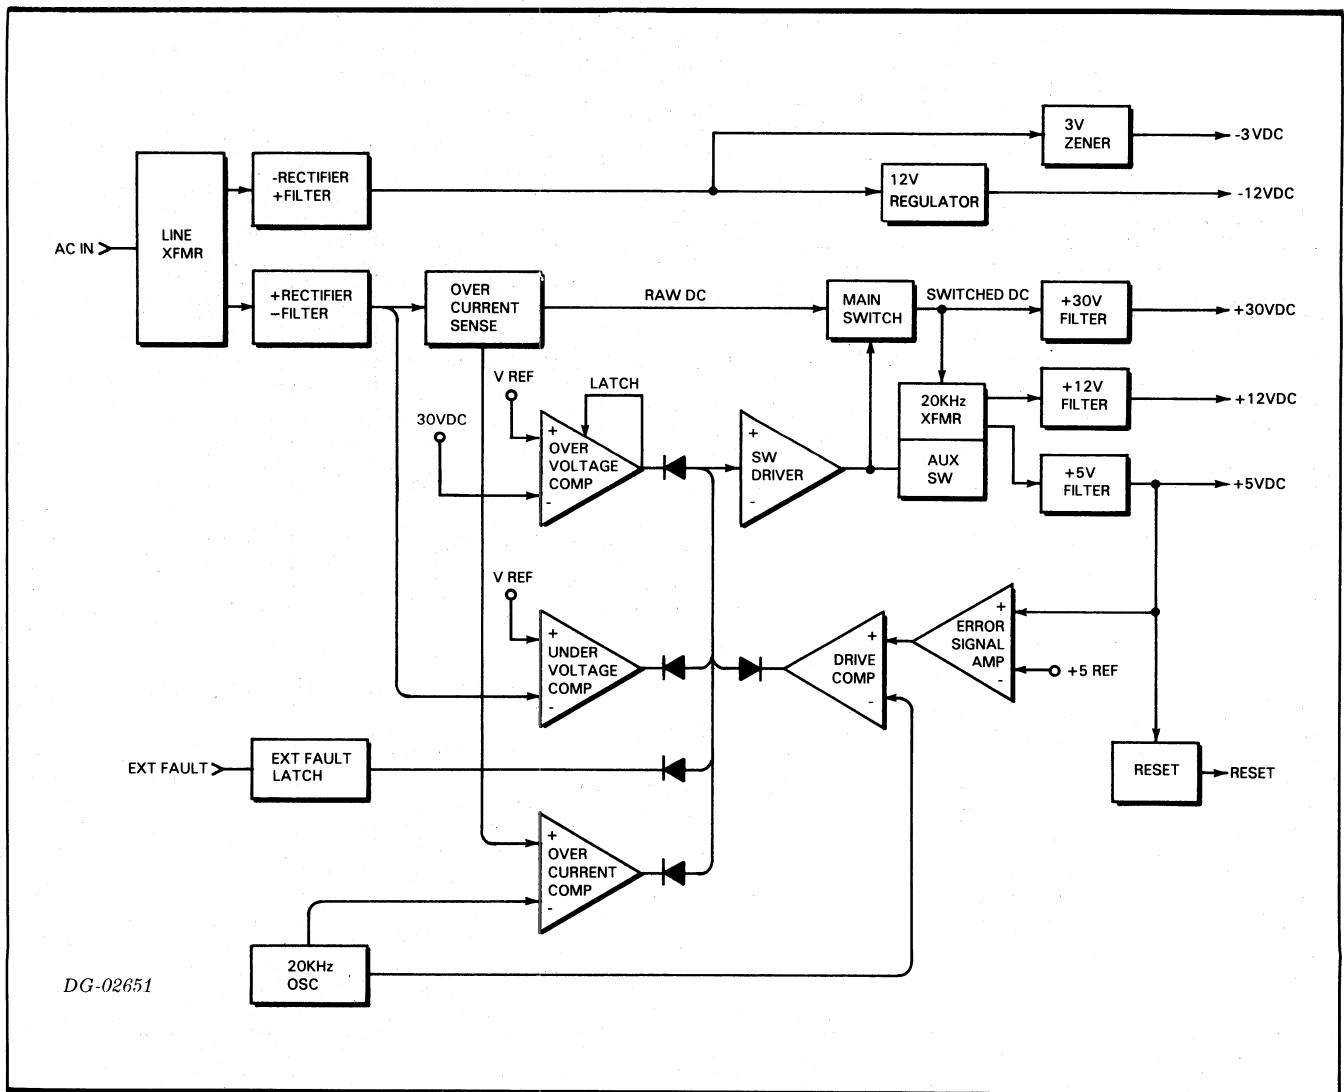 3V
ZENER
-3VDC
-RECTIFIER
+FILTER
12V
REGULATOR
-12VDC
AC IN
LINE
XFMR
+RECTIFIER
-FILTER
OVER
CURRENT
SENSE
RAW DC
MAIN
SWITCH
SWITCHED DC
+30V
FILTER
+30VDC
V REF
LATCH
30VDC
+
OVER
VOLTAGE
COMP
-
+
SW
DRIVER
-
20KHz
XFMR
AUX
SW
+12V
FILTER
+12VDC
+5V
FILTER
+5VDC
V REF
+
UNDER
VOLTAGE
COMP
-
+
DRIVE
COMP
-
+
ERROR
SIGNAL
AMP
-
+5 REF
EXT FAULT
EXT FAULT
LATCH
RESET
RESET
+
OVER
CURRENT
COMP
-
20KHz
OSC
DG-02651